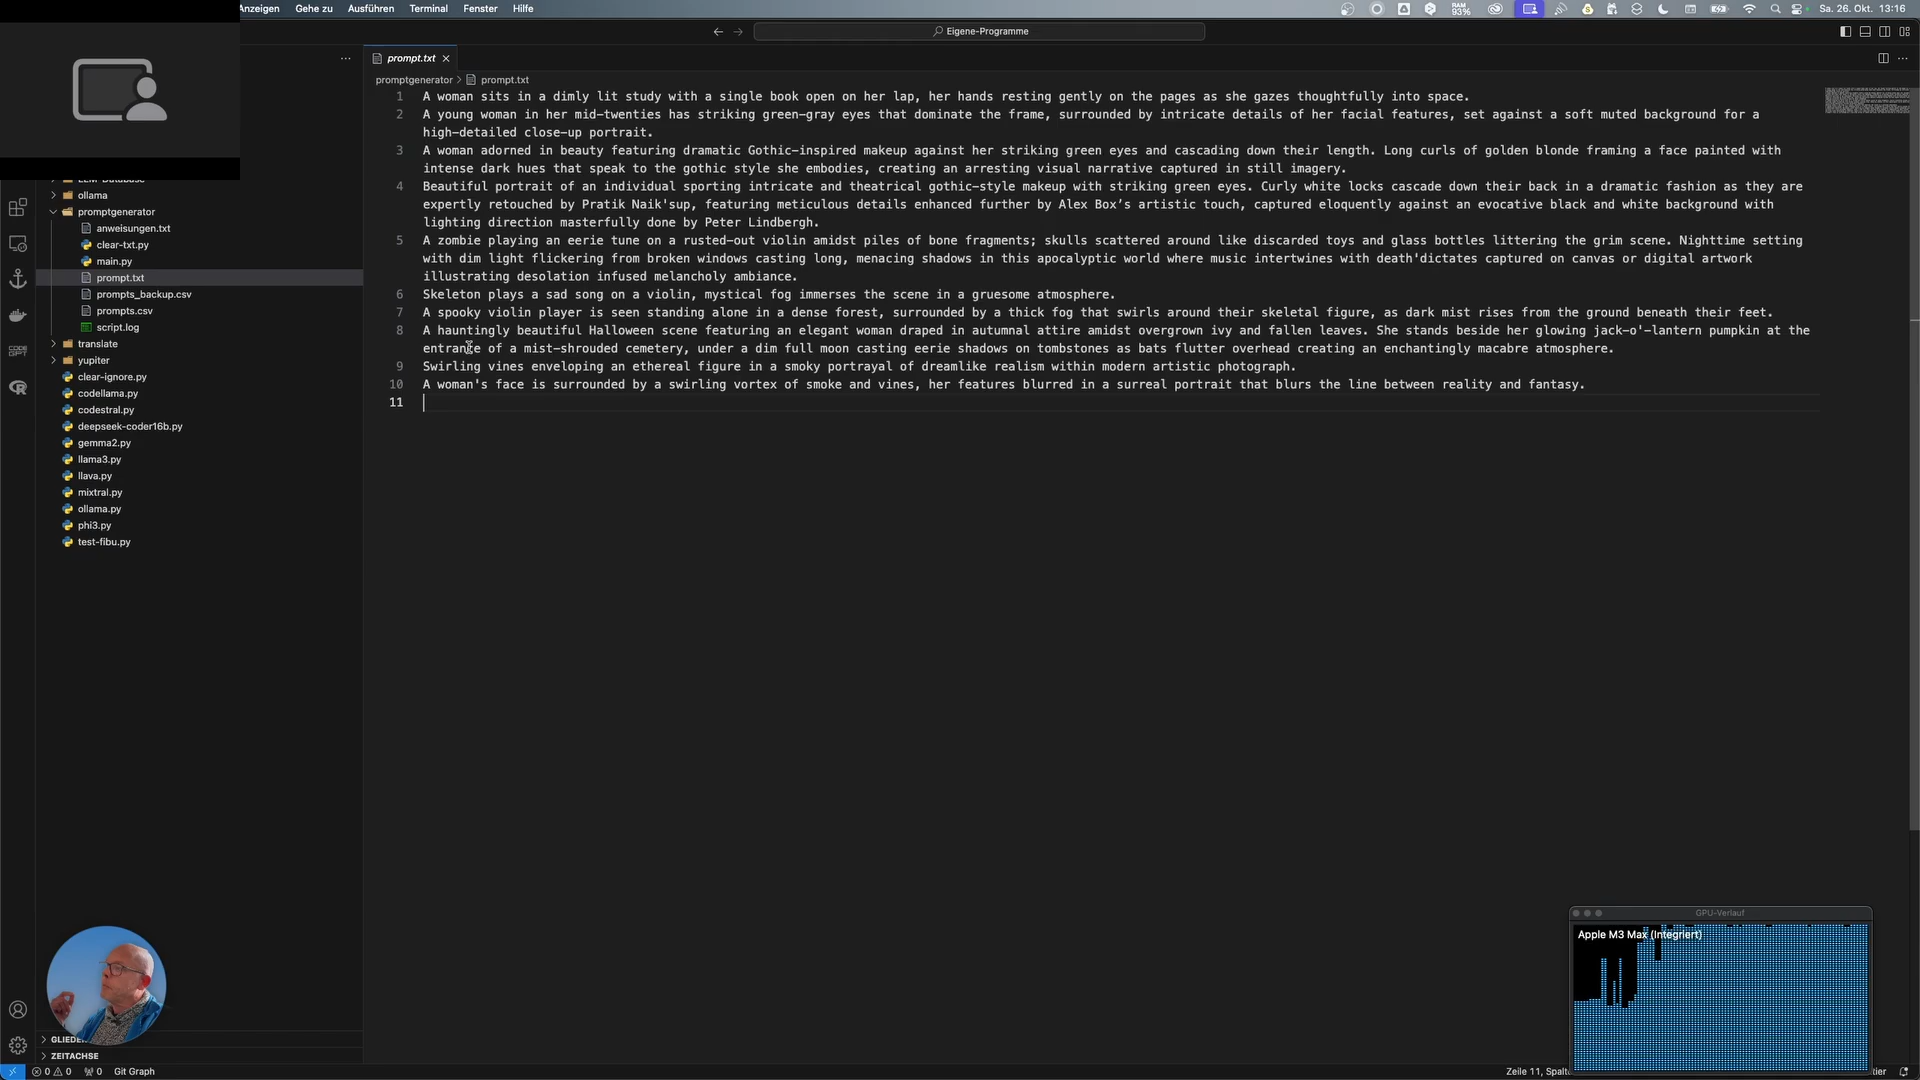 Anzeigen Gehe zu Ausführen Terminal Fenster Hilfe
RAM 93% Sa. 26. Okt. 13:16
Eigene-Programme
prompt.txt
promptgenerator > prompt.txt
ollama
promptgenerator
anweisungen.txt
clear-txt.py
main.py
prompt.txt
prompts_backup.csv
prompts.csv
script.log
translate
yupiter
clear-ignore.py
codellama.py
codestral.py
deepseek-coder16b.py
gemma2.py
llama3.py
llava.py
mixtral.py
ollama.py
phi3.py
test-fibu.py
ZEITACHSE
1 A woman sits in a dimly lit study with a single book open on her lap, her hands resting gently on the pages as she gazes thoughtfully into space.
2 A young woman in her mid-twenties has striking green-gray eyes that dominate the frame, surrounded by intricate details of her facial features, set against a soft muted background for a
high-detailed close-up portrait.
3 A woman adorned in beauty featuring dramatic Gothic-inspired makeup against her striking green eyes and cascading down their length. Long curls of golden blonde framing a face painted with
intense dark hues that speak to the gothic style she embodies, creating an arresting visual narrative captured in still imagery.
4 Beautiful portrait of an individual sporting intricate and theatrical gothic-style makeup with striking green eyes. Curly white locks cascade down their back in a dramatic fashion as they are
expertly retouched by Pratik Naik'sup, featuring meticulous details enhanced further by Alex Box’s artistic touch, captured eloquently against an evocative black and white background with
lighting direction masterfully done by Peter Lindbergh.
5 A zombie playing an eerie tune on a rusted-out violin amidst piles of bone fragments; skulls scattered around like discarded toys and glass bottles littering the grim scene. Nighttime setting
with dim light flickering from broken windows casting long, menacing shadows in this apocalyptic world where music intertwines with death'dictates captured on canvas or digital artwork
illustrating desolation infused melancholy ambiance.
6 Skeleton plays a sad song on a violin, mystical fog immerses the scene in a gruesome atmosphere.
7 A spooky violin player is seen standing alone in a dense forest, surrounded by a thick fog that swirls around their skeletal figure, as dark mist rises from the ground beneath their feet.
8 A hauntingly beautiful Halloween scene featuring an elegant woman draped in autumnal attire amidst overgrown ivy and fallen leaves. She stands beside her glowing jack-o'-lantern pumpkin at the
entrance of a mist-shrouded cemetery, under a dim full moon casting eerie shadows on tombstones as bats flutter overhead creating an enchantingly macabre atmosphere.
9 Swirling vines enveloping an ethereal figure in a smoky portrayal of dreamlike realism within modern artistic photograph.
10 A woman's face is surrounded by a swirling vortex of smoke and vines, her features blurred in a surreal portrait that blurs the line between reality and fantasy.
11
GPU-Verlauf
Apple M3 Max (Integriert)
0 0 0 Git Graph
Zeile 11,